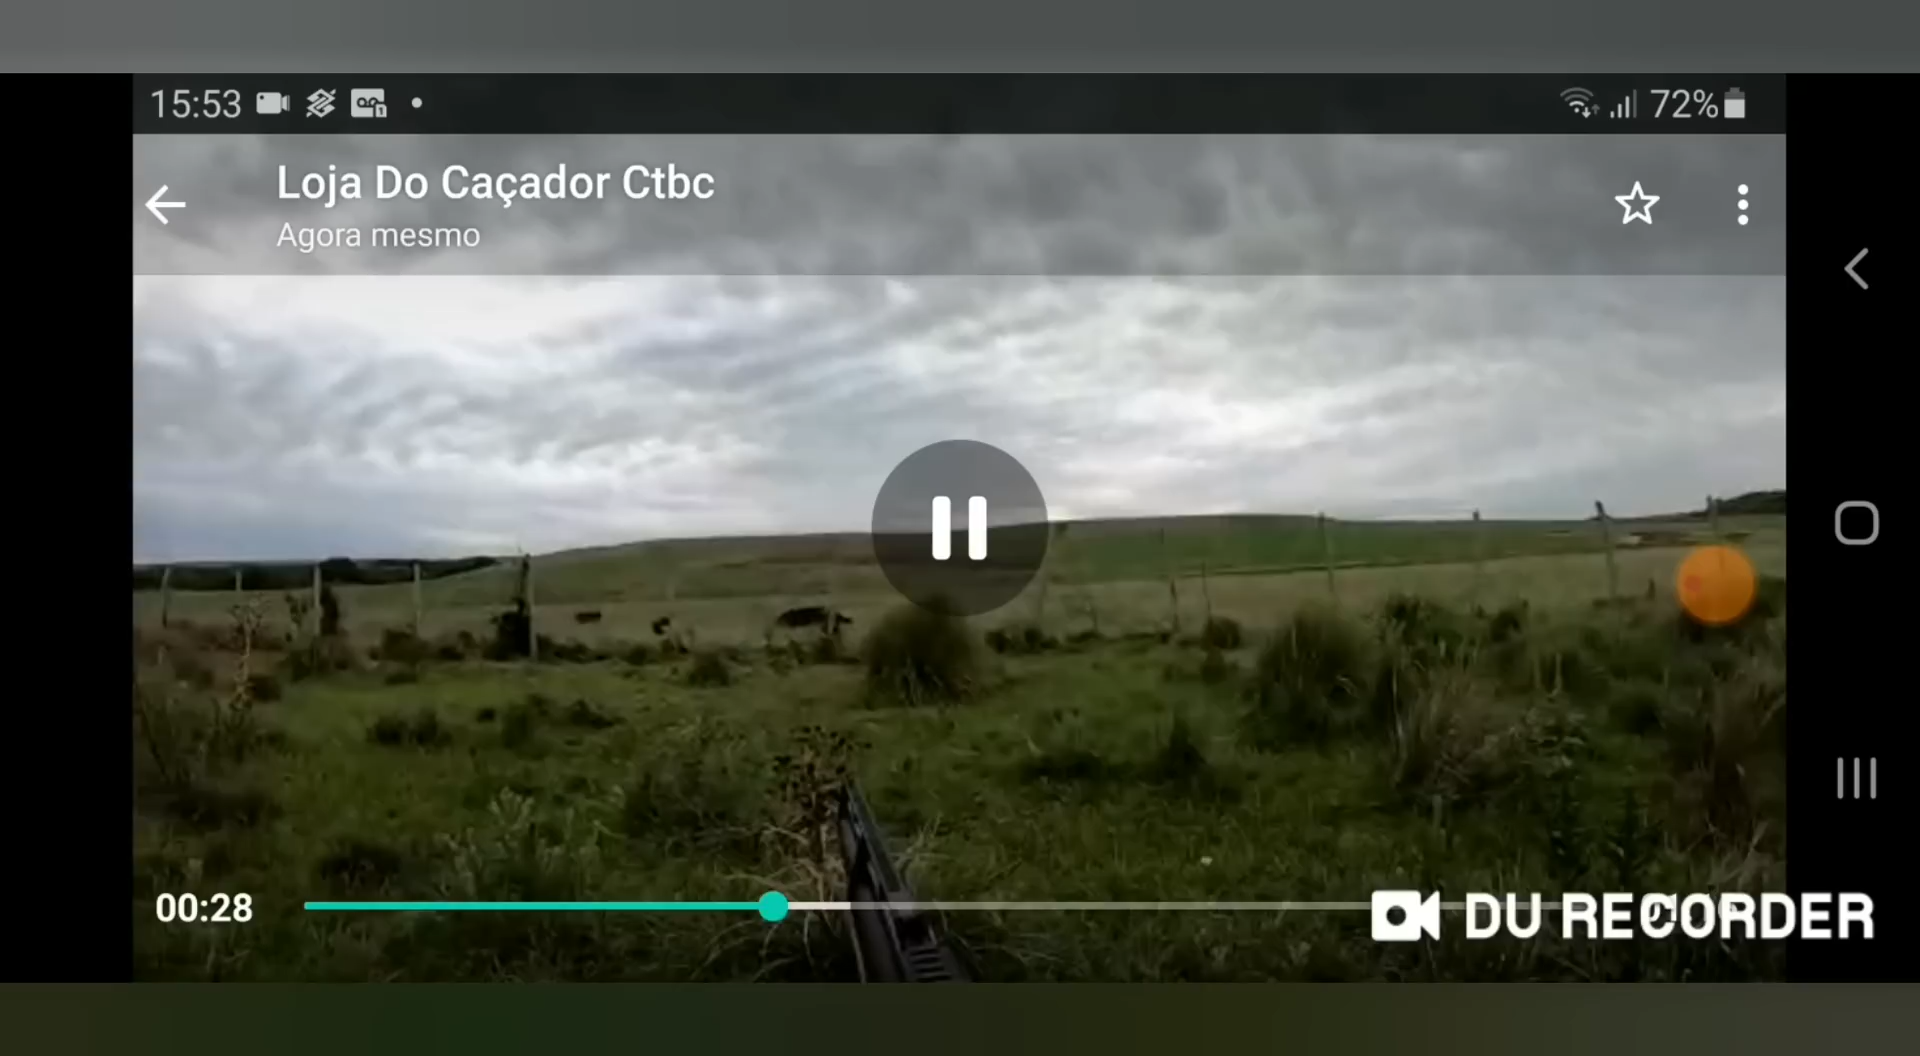 15:53
72%
Loja Do Caçador Ctbc
Agora mesmo
00:28
DU RECORDER